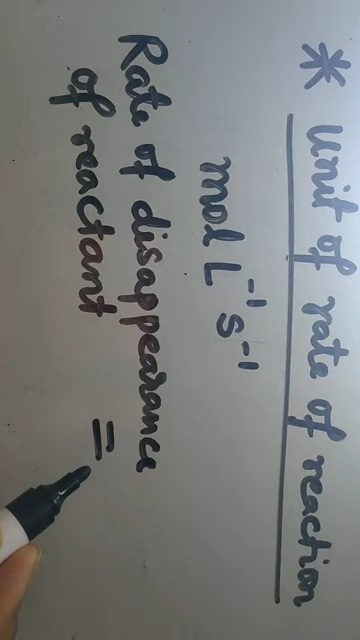 * Unit of rate of reaction
mol L⁻¹ s⁻¹
Rate of disappearance
of reactant =